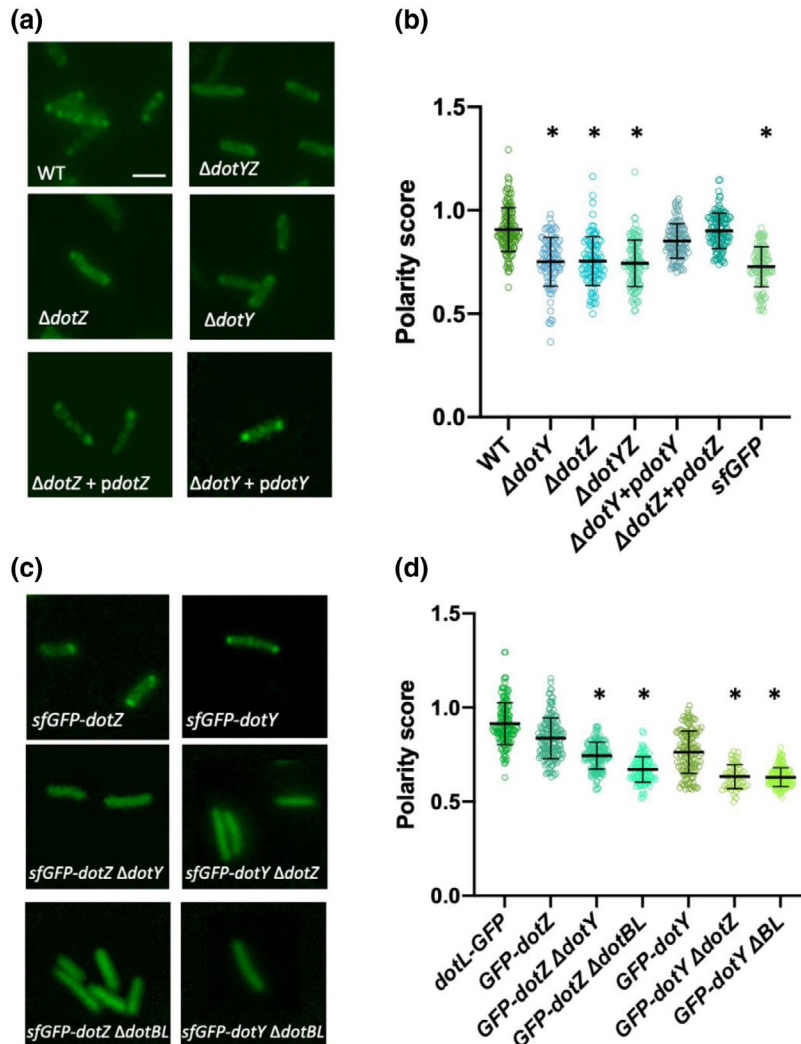 (a)
WT
ΔdotYZ
ΔdotZ
ΔdotY
ΔdotZ + pdotZ
ΔdotY + pdotY
(b)
Polarity score
1.5
1.0
0.5
0.0
* * * *
WT
ΔdotY
ΔdotZ
ΔdotYZ
ΔdotY+pdotY
ΔdotZ+pdotZ
sfGFP
(c)
sfGFP-dotZ
sfGFP-dotY
sfGFP-dotZ ΔdotY
sfGFP-dotY ΔdotZ
sfGFP-dotZ ΔdotBL
sfGFP-dotY ΔdotBL
(d)
Polarity score
1.5
1.0
0.5
0.0
* * * *
dotL-GFP
GFP-dotZ
GFP-dotZ ΔdotY
GFP-dotZ ΔdotBL
GFP-dotY
GFP-dotY ΔdotZ
GFP-dotY ΔBL